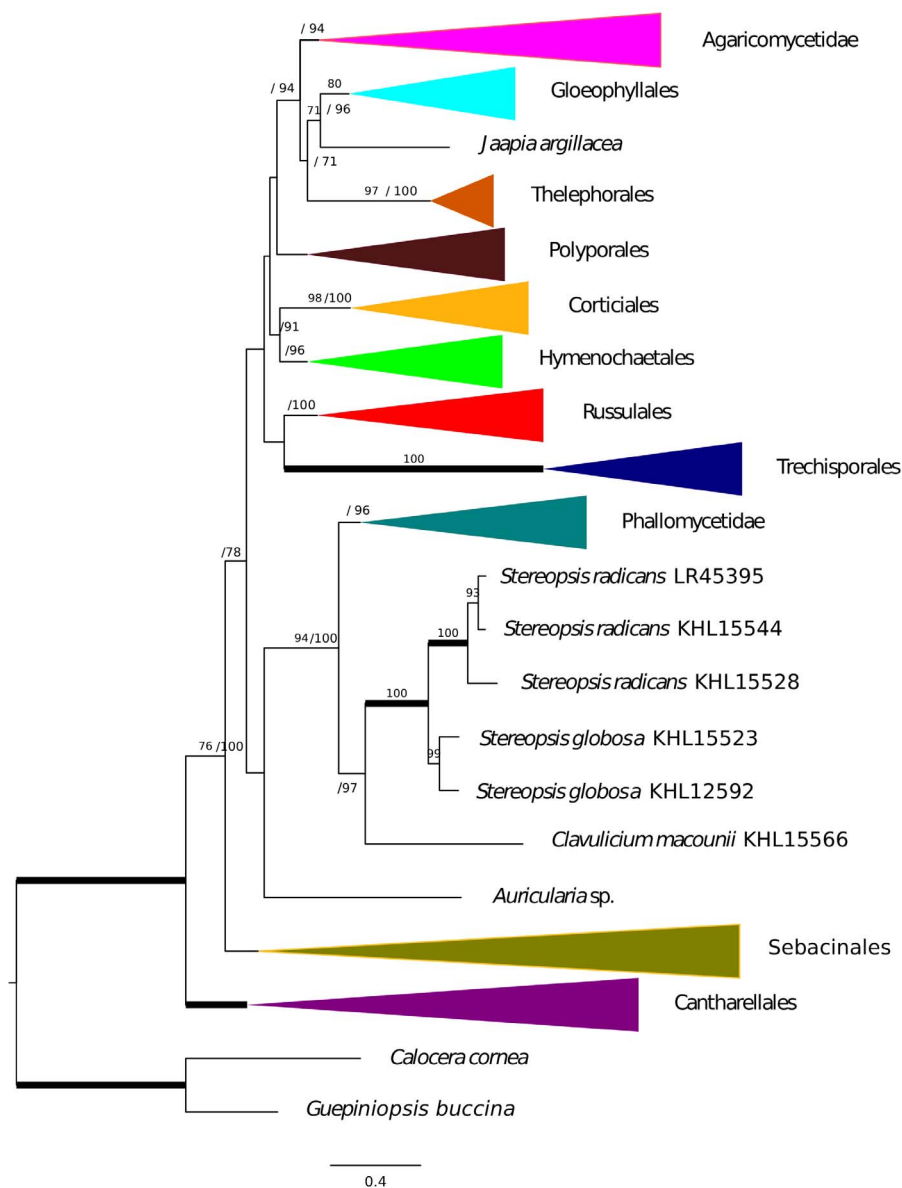 / 94
Agaricomycetidae
80
Gloeophyllales
/ 94
71
/ 96
Jaapia argillacea
/ 71
97 / 100
Thelephorales
Polyporales
98/100
Corticiales
/91
/96
Hymenochaetales
/100
Russulales
100
Trechisporales
/ 96
Phallomycetidae
/78
Stereopsis radicans LR45395
93
Stereopsis radicans KHL15544
100
94/100
Stereopsis radicans KHL15528
100
Stereopsis globosa KHL15523
99
76 /100
/97
Stereopsis globosa KHL12592
Clavulicium macounii KHL15566
Auricularia sp.
Sebacinales
Cantharellales
Calocera cornea
Guepiniopsis buccina
0.4